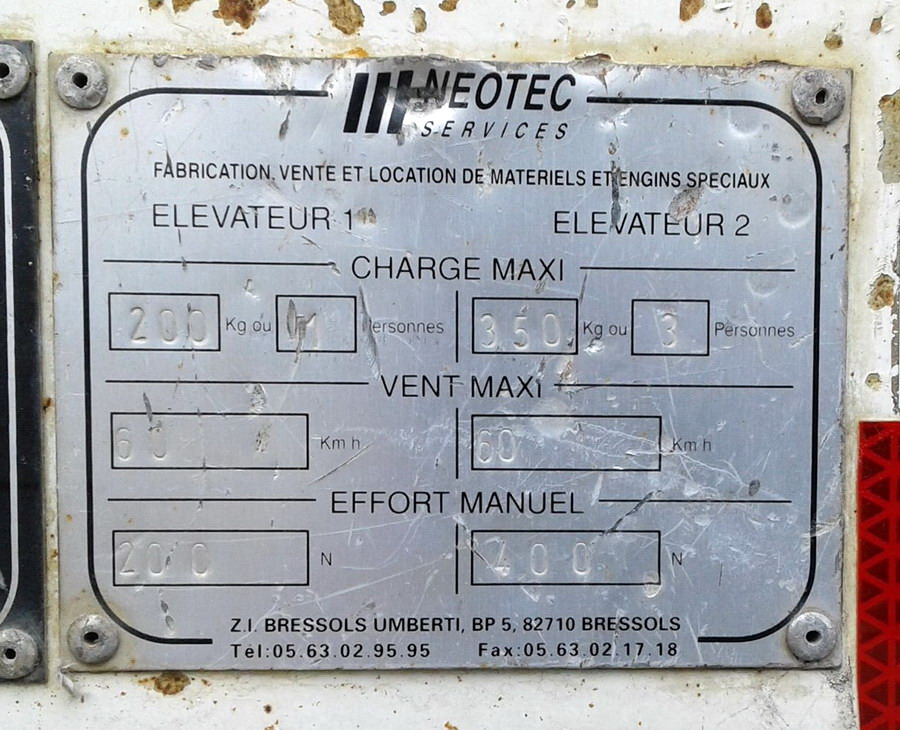 NEOTEC
SERVICES
FABRICATION, VENTE ET LOCATION DE MATERIELS ET ENGINS SPECIAUX
ELEVATEUR 1 ELEVATEUR 2
CHARGE MAXI
200 Kg ou Personnes 350 Kg ou 3 Personnes
VENT MAXI
60 Km h 60 Km h
EFFORT MANUEL
200 N 400 N
Z.I. BRESSOLS UMBERTI, BP 5, 82710 BRESSOLS
Tél:05.63.02.95.95 Fax:05.63.02.17.18